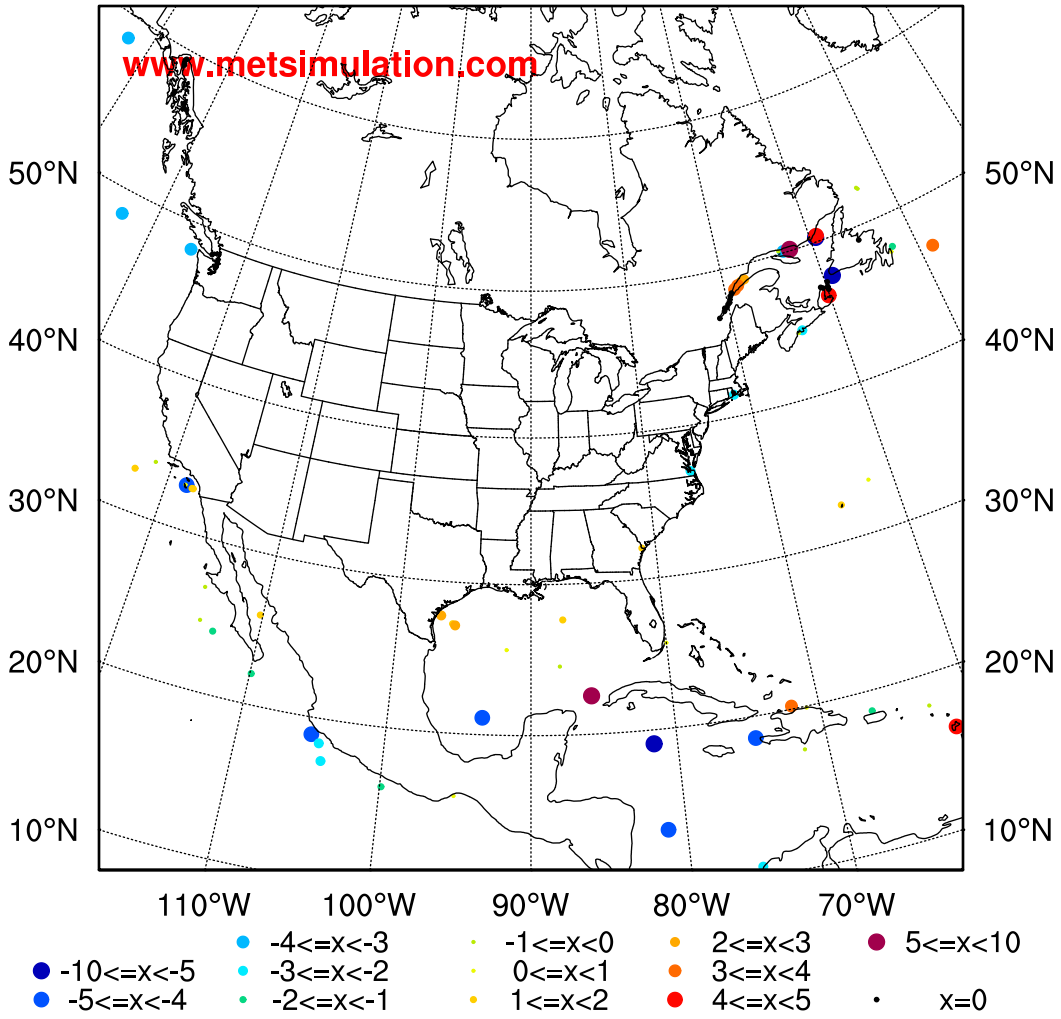 www.metsimulation.com
50°N 50°N
40°N 40°N
30°N 30°N
20°N 20°N
10°N 10°N
110°W 100°W 90°W 80°W 70°W
-4<=x<-3 -1<=x<0 2<=x<3 5<=x<10
-10<=x<-5 -3<=x<-2 0<=x<1 3<=x<4
-5<=x<-4 -2<=x<-1 1<=x<2 4<=x<5 x=0